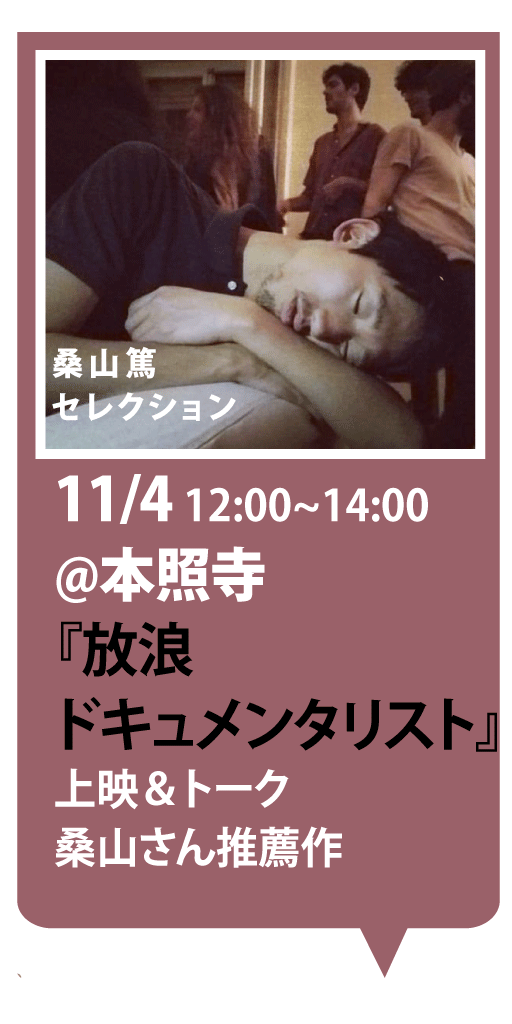 桑山篤
セレクション
11/4 12:00~14:00
@本照寺
『放浪
ドキュメンタリスト』
上映＆トーク
桑山さん推薦作
、